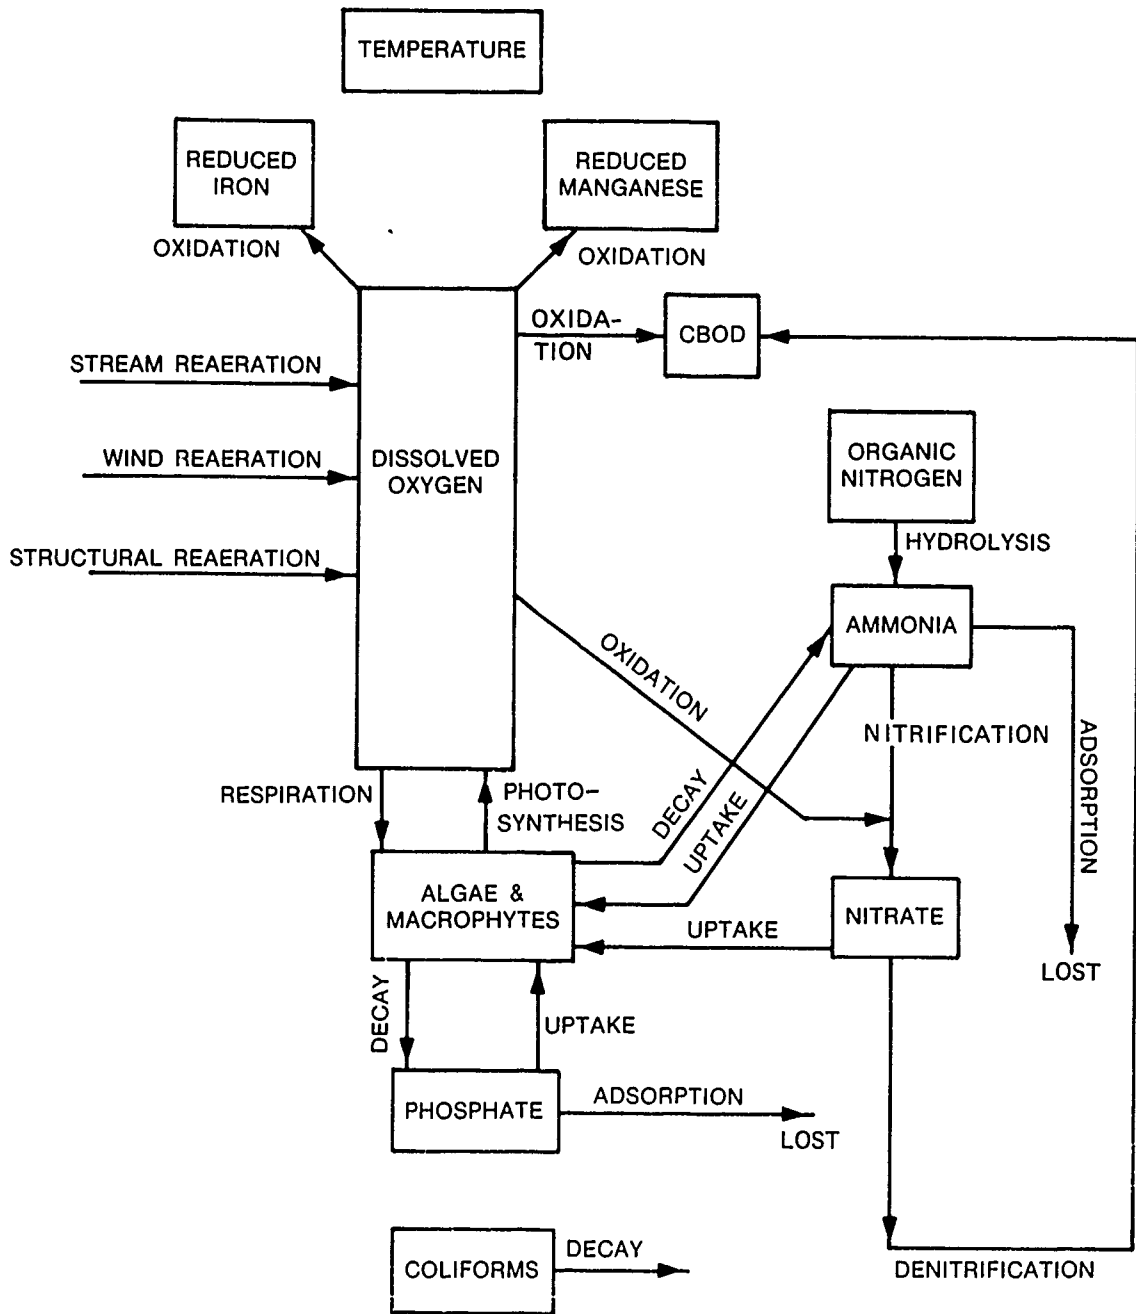 TEMPERATURE
REDUCED
IRON
REDUCED
MANGANESE
OXIDATION
OXIDATION
OXIDA-
TION
CBOD
STREAM REAERATION
WIND REAERATION
STRUCTURAL REAERATION
DISSOLVED
OXYGEN
ORGANIC
NITROGEN
HYDROLYSIS
AMMONIA
OXIDATION
NITRIFICATION
ADSORPTION
LOST
RESPIRATION
PHOTO-
SYNTHESIS
DECAY
UPTAKE
ALGAE &
MACROPHYTES
UPTAKE
NITRATE
DECAY
UPTAKE
PHOSPHATE
ADSORPTION
LOST
COLIFORMS
DECAY
DENITRIFICATION